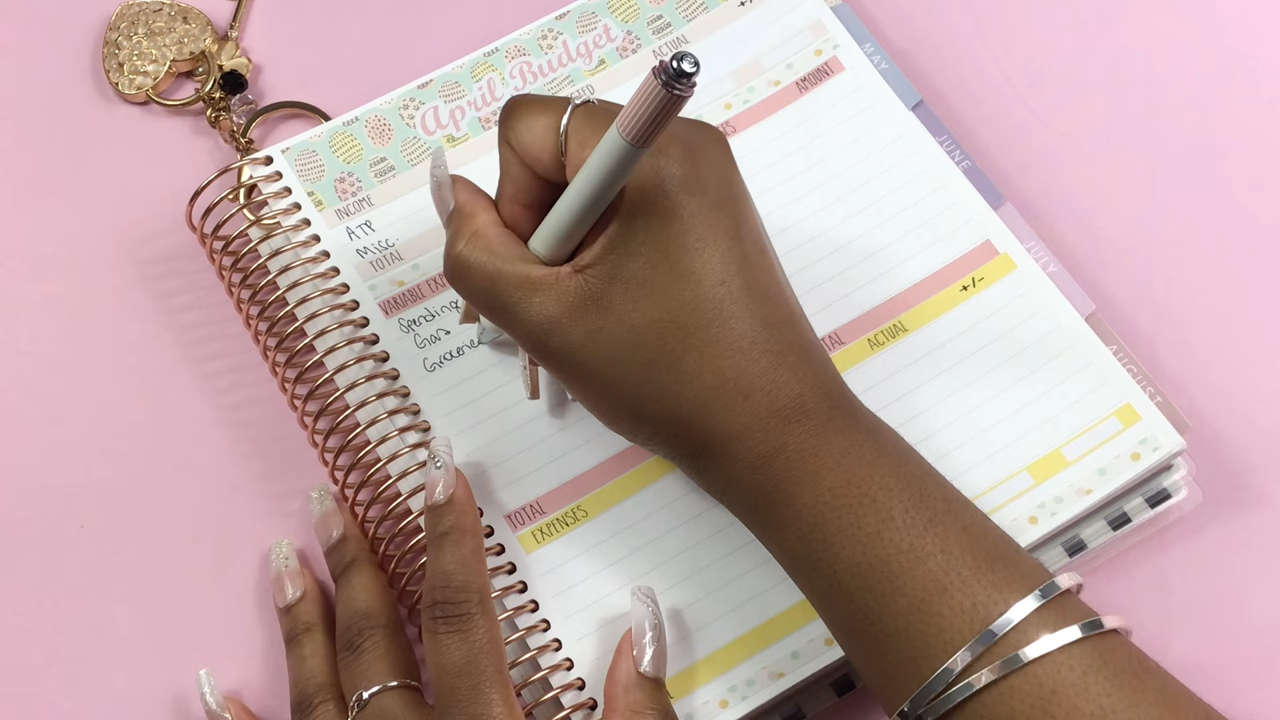 April Budget
+/-
ACTUAL
INCOME
ATP
Misc.
TOTAL
AMOUNT
VARIABLE EXP
Spending
Gas
Groceries
TOTAL
EXPENSES
ACTUAL
+/-
MAY
JUNE
JULY
AUGUST